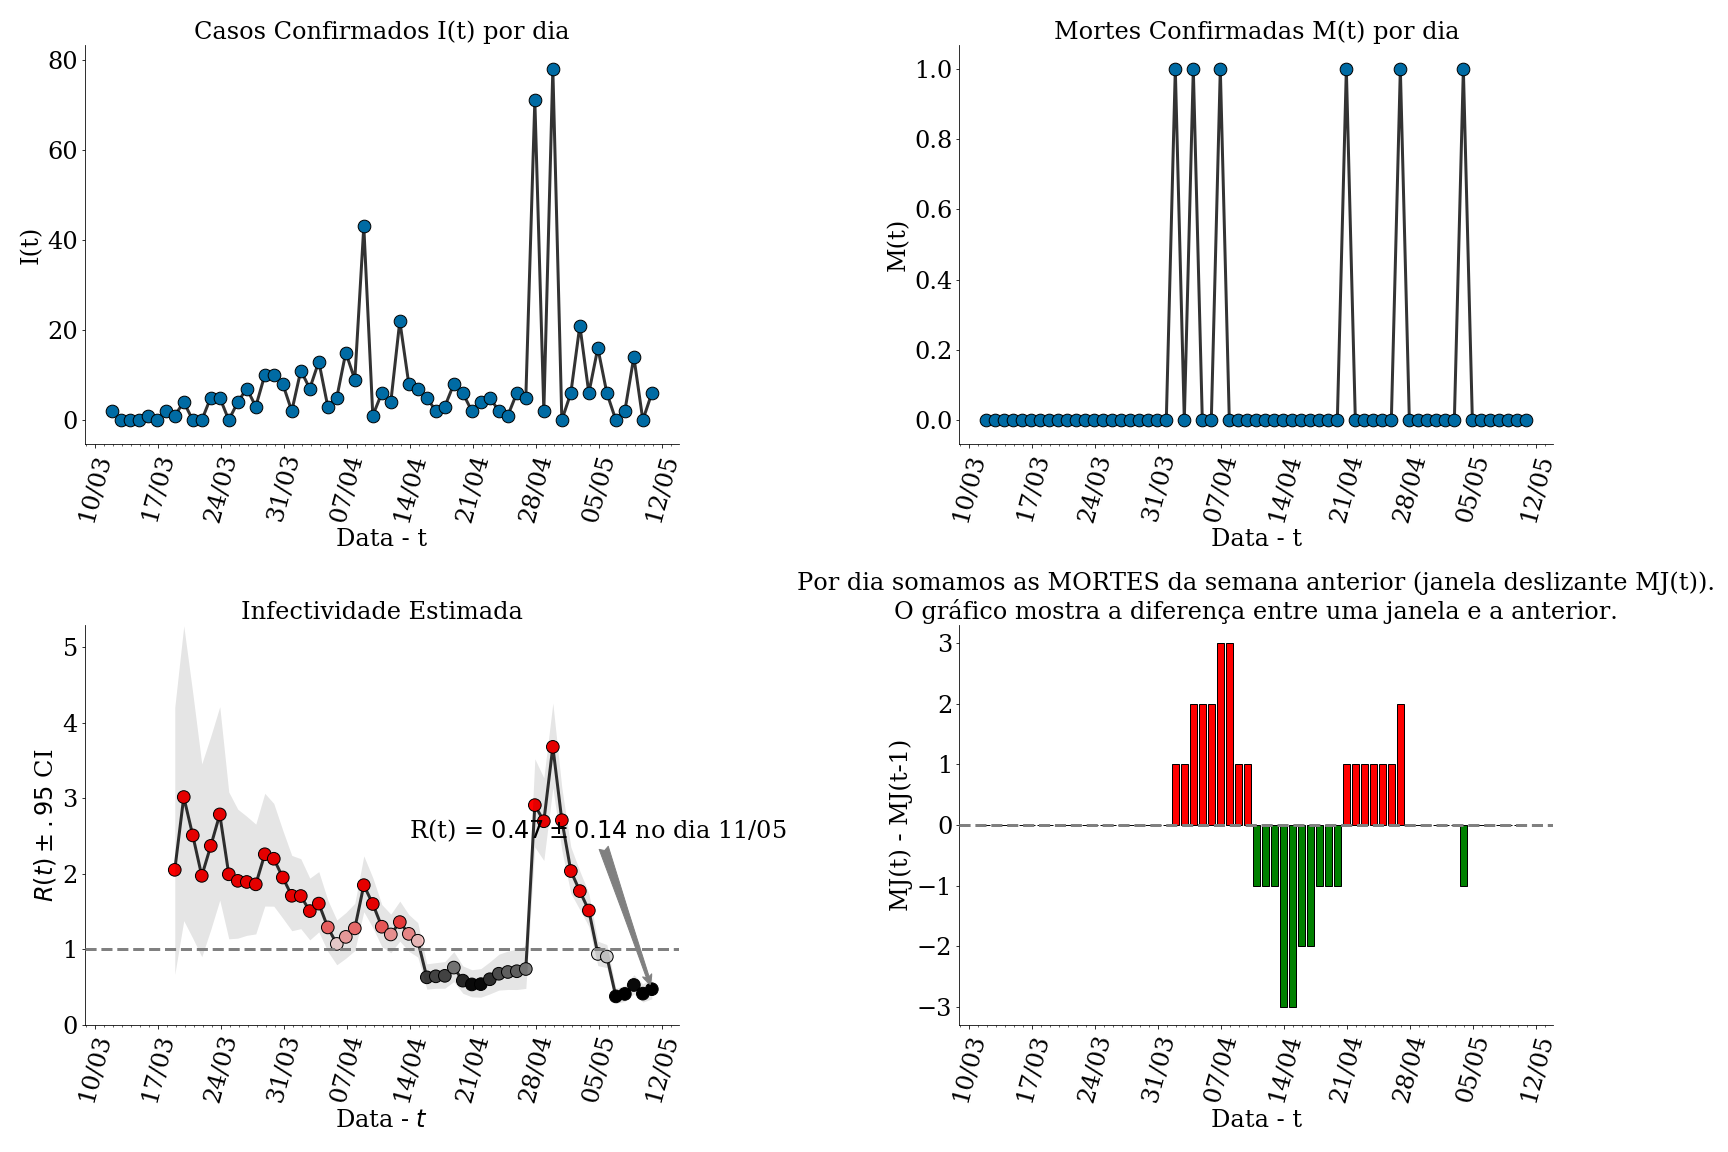 Casos Confirmados I(t) por dia
I(t)
80
60
40
20
0
10/03 17/03 24/03 31/03 07/04 14/04 21/04 28/04 05/05 12/05
Data - t
Mortes Confirmadas M(t) por dia
M(t)
1.0
0.8
0.6
0.4
0.2
0.0
10/03 17/03 24/03 31/03 07/04 14/04 21/04 28/04 05/05 12/05
Data - t
Infectividade Estimada
R(t) ± .95 CI
5
4
3
2
1
0
R(t) = 0.47 ± 0.14 no dia 11/05
10/03 17/03 24/03 31/03 07/04 14/04 21/04 28/04 05/05 12/05
Data - t
Por dia somamos as MORTES da semana anterior (janela deslizante MJ(t)).
O gráfico mostra a diferença entre uma janela e a anterior.
MJ(t) - MJ(t-1)
3
2
1
0
−1
−2
−3
10/03 17/03 24/03 31/03 07/04 14/04 21/04 28/04 05/05 12/05
Data - t